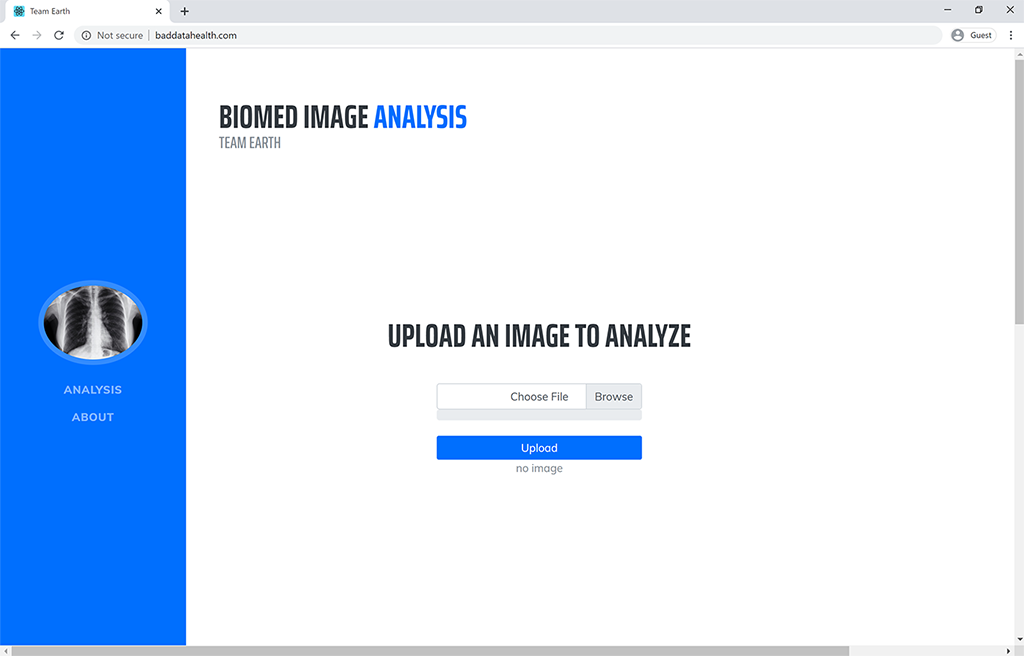 Team Earth
Not secure
baddatahealth.com
Guest
BIOMED IMAGE ANALYSIS
TEAM EARTH
UPLOAD AN IMAGE TO ANALYZE
Choose File
Browse
ANALYSIS
ABOUT
Upload
no image